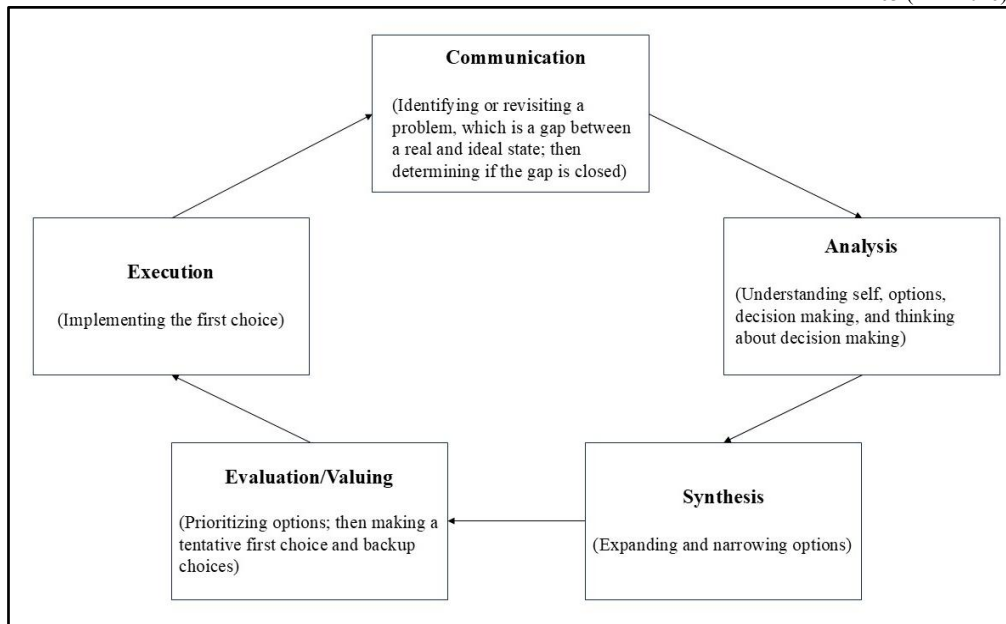 Communication
(Identifying or revisiting a
problem, which is a gap between
a real and ideal state; then
determining if the gap is closed)
Analysis
(Understanding self, options,
decision making, and thinking
about decision making)
Synthesis
(Expanding and narrowing options)
Evaluation/Valuing
(Prioritizing options; then making a
tentative first choice and backup
choices)
Execution
(Implementing the first choice)